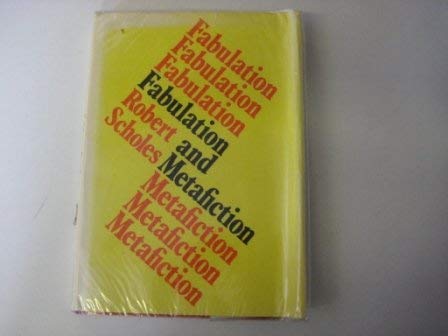 Fabulation
Fabulation
Fabulation
Fabulation
and
Metafiction
Robert
Scholes
Metafiction
Metafiction
Metafiction